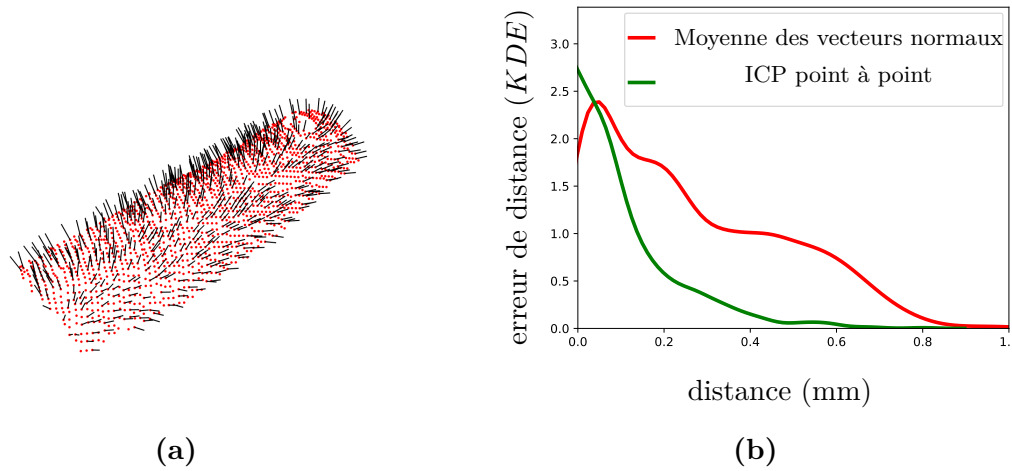 Moyenne des vecteurs normaux
ICP point à point
erreur de distance (KDE)
3.0
2.5
2.0
1.5
1.0
0.5
0.0
0.0 0.2 0.4 0.6 0.8 1.
distance (mm)
(a) (b)